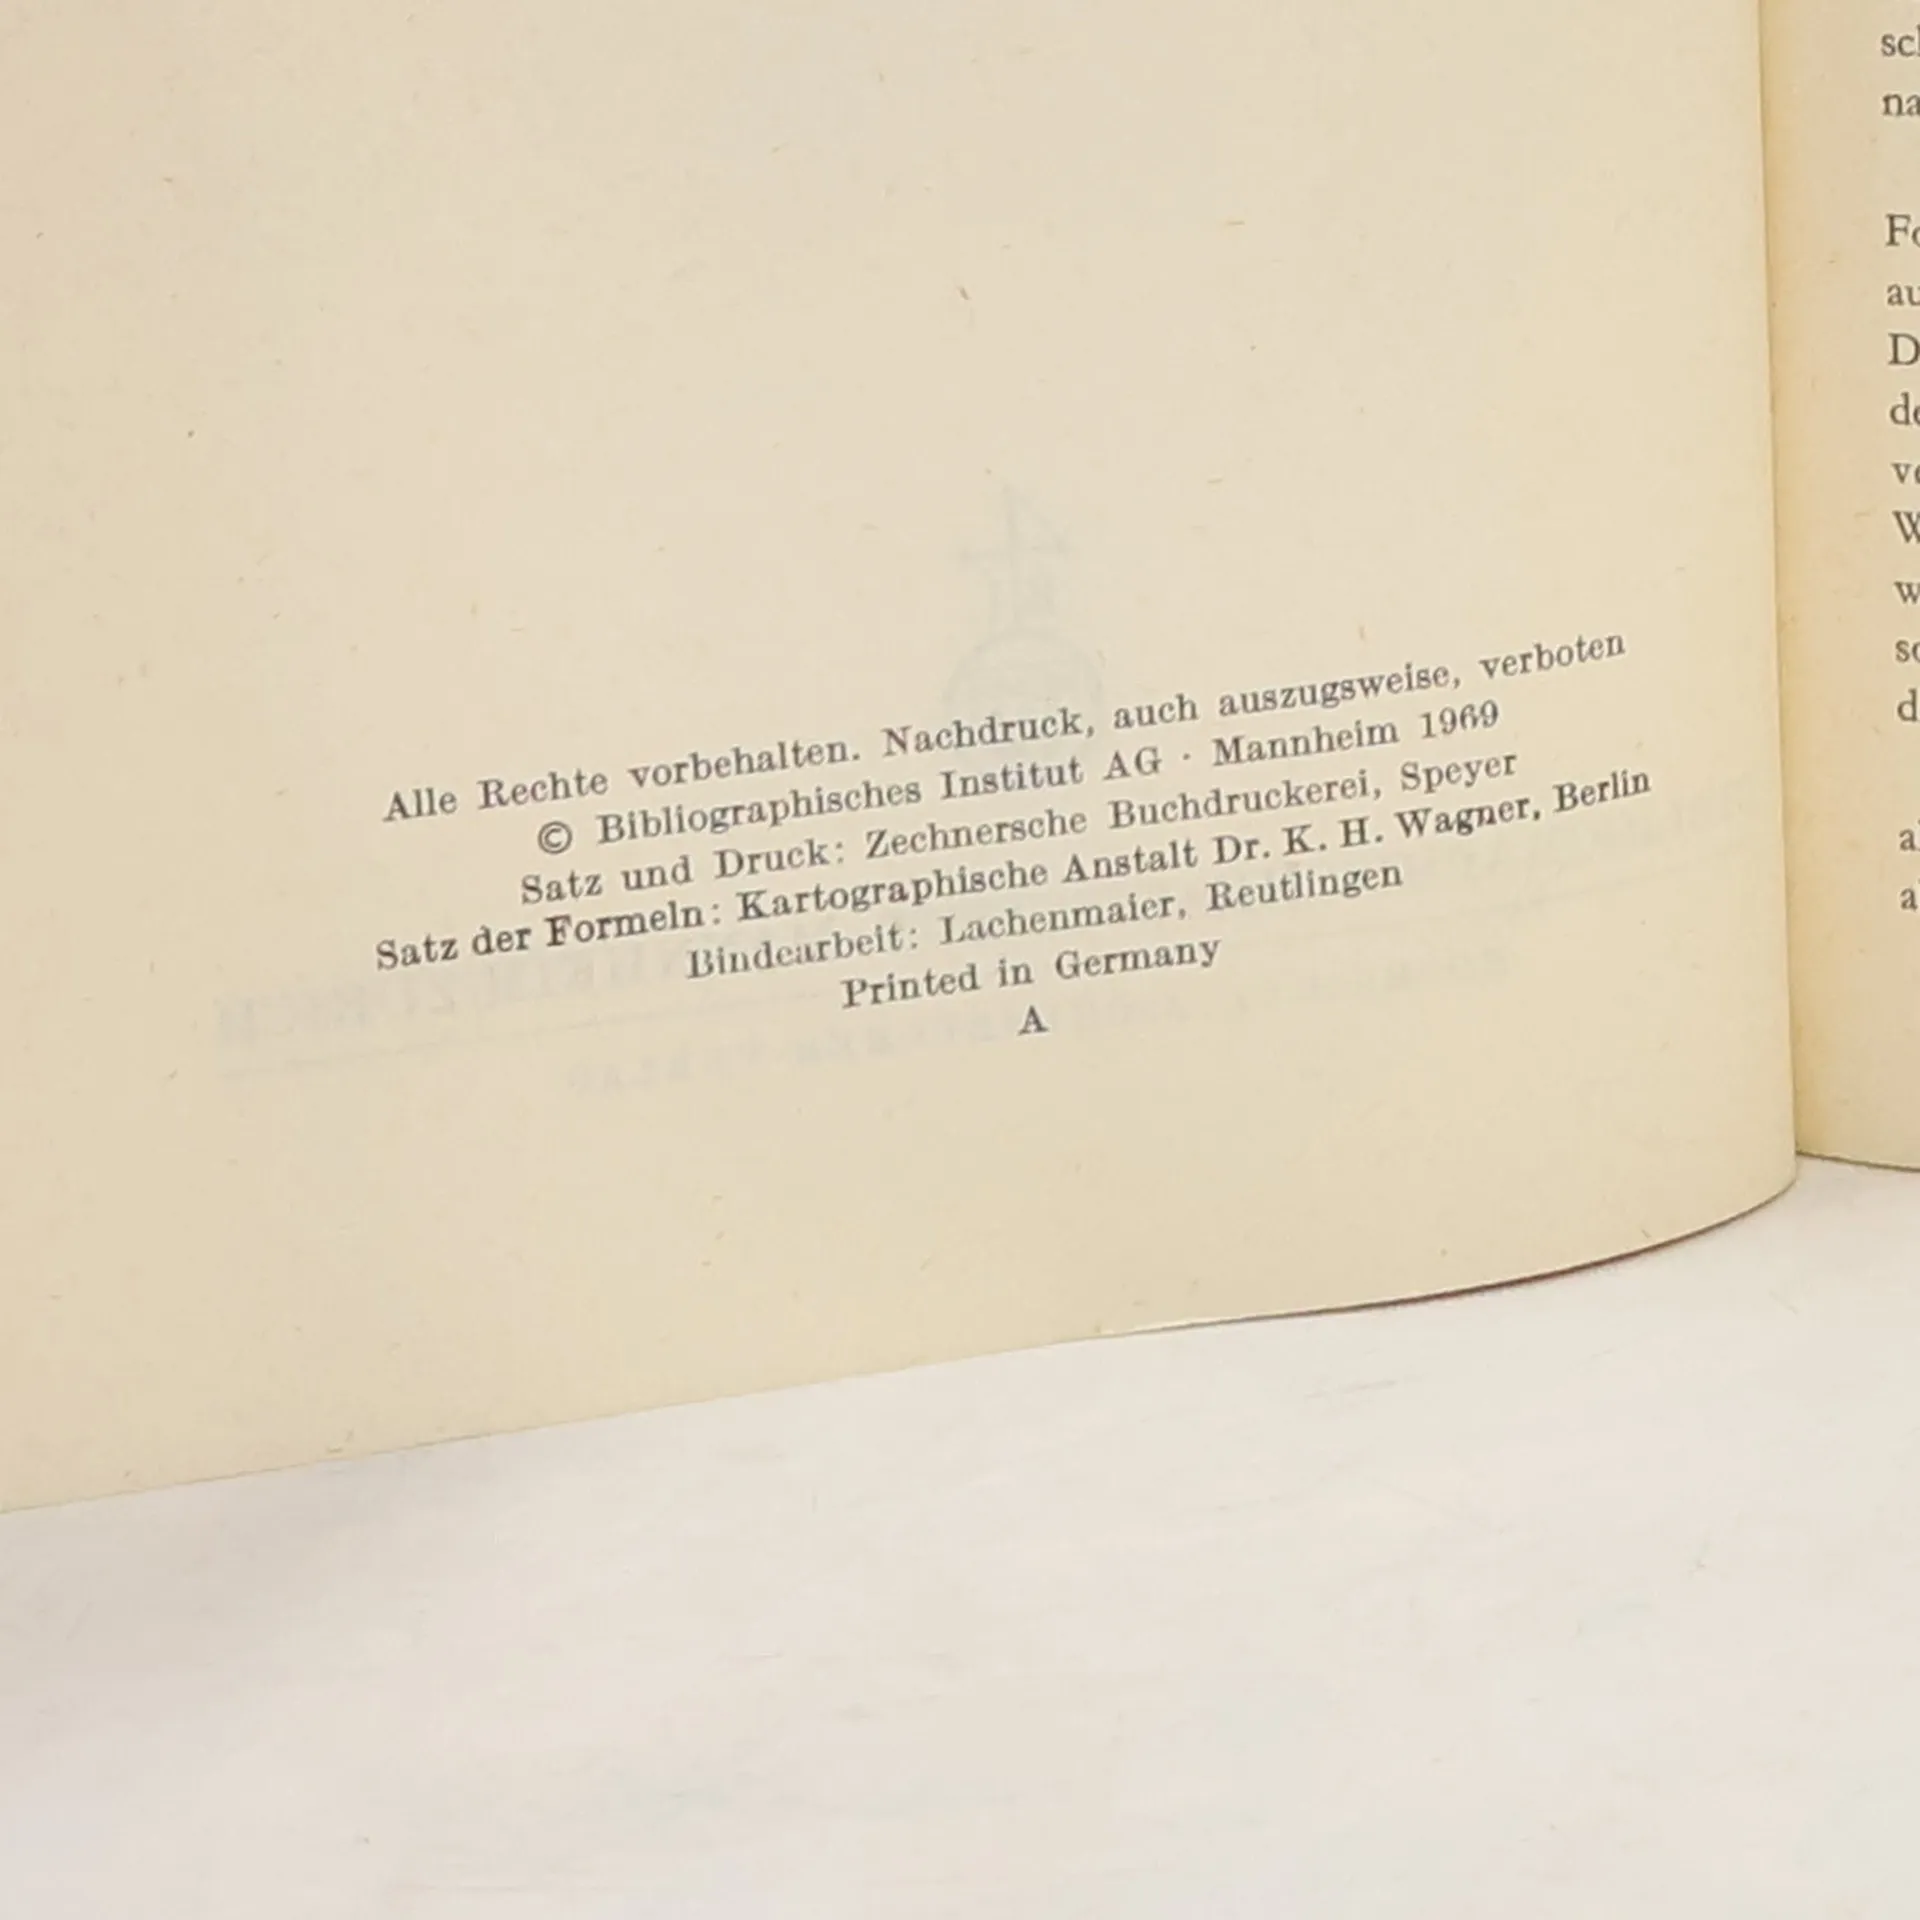 Alle Rechte vorbehalten. Nachdruck, auch auszugsweise, verboten
© Bibliographisches Institut AG · Mannheim 1969
Satz und Druck: Zechnersche Buchdruckerei, Speyer
Satz der Formeln: Kartographische Anstalt Dr. K. H. Wagner, Berlin
Bindearbeit: Lachenmaier, Reutlingen
Printed in Germany
A